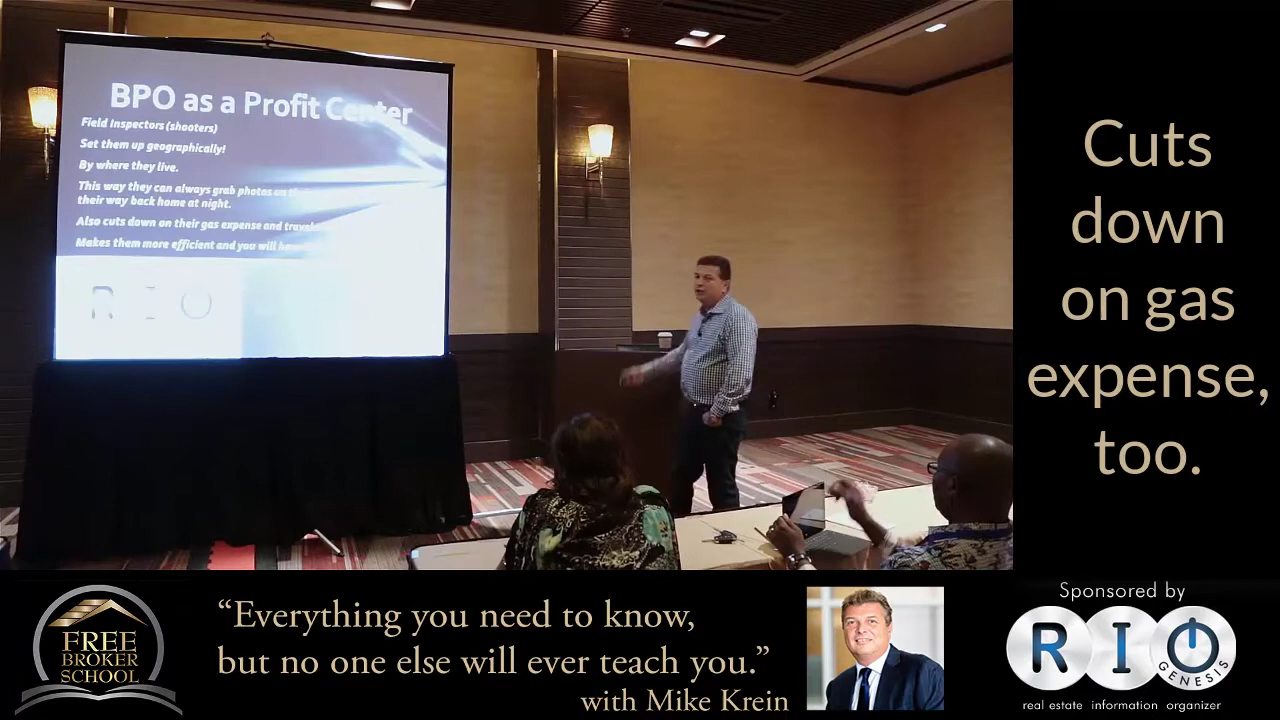 BPO as a Profit Center
Field Inspectors (shooters)
Set them up geographically!
By where they live.
This way they can always grab photos on
their way back home at night.
Also cuts down on their gas expense and travel
Makes them more efficient and you will
RIO
Cuts
down
on gas
expense,
too.
FREE
BROKER
SCHOOL
“Everything you need to know,
but no one else will ever teach you.”
with Mike Krein
Sponsored by
RIO
GENESIS
real estate information organizer